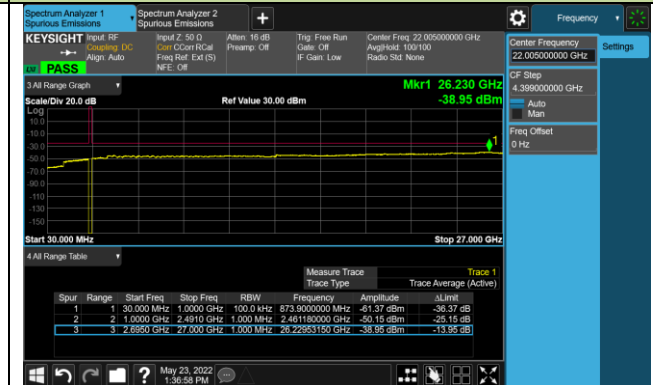 Spectrum Analyzer 1
Spurious Emissions
Spectrum Analyzer 2
Spurious Emissions
Frequency
KEYSIGHT
Input: RF
Coupling: DC
Align: Auto
Input Z: 50 Ω
Corr CCorr RCal
Freq Ref: Ext (S)
NFE: Off
Atten: 16 dB
Preamp: Off
Trig: Free Run
Gate: Off
IF Gain: Low
Center Freq: 22.005000000 GHz
Avg|Hold: 100/100
Radio Std: None
PASS
Center Frequency
22.005000000 GHz
Settings
CF Step
4.399000000 GHz
Auto
Man
Freq Offset
0 Hz
3 All Range Graph
Mkr1 26.230 GHz
Scale/Div 20.0 dB
Ref Value 30.00 dBm
-38.95 dBm
Log
10.0
-10.0
-30.0
-50.0
-70.0
-90.0
-110
-130
-150
1
Start 30.000 MHz
Stop 27.000 GHz
4 All Range Table
Measure Trace Trace 1
Trace Type Trace Average (Active)
Spur Range Start Freq Stop Freq RBW Frequency Amplitude ΔLimit
1 1 30.000 MHz 1.0000 GHz 100.0 kHz 873.9000000 MHz -61.37 dBm -36.37 dB
2 2 1.0000 GHz 2.4910 GHz 1.000 MHz 2.461180000 GHz -50.15 dBm -25.15 dB
3 3 2.6950 GHz 27.000 GHz 1.000 MHz 26.22953150 GHz -38.95 dBm -13.95 dB
May 23, 2022
1:36:58 PM